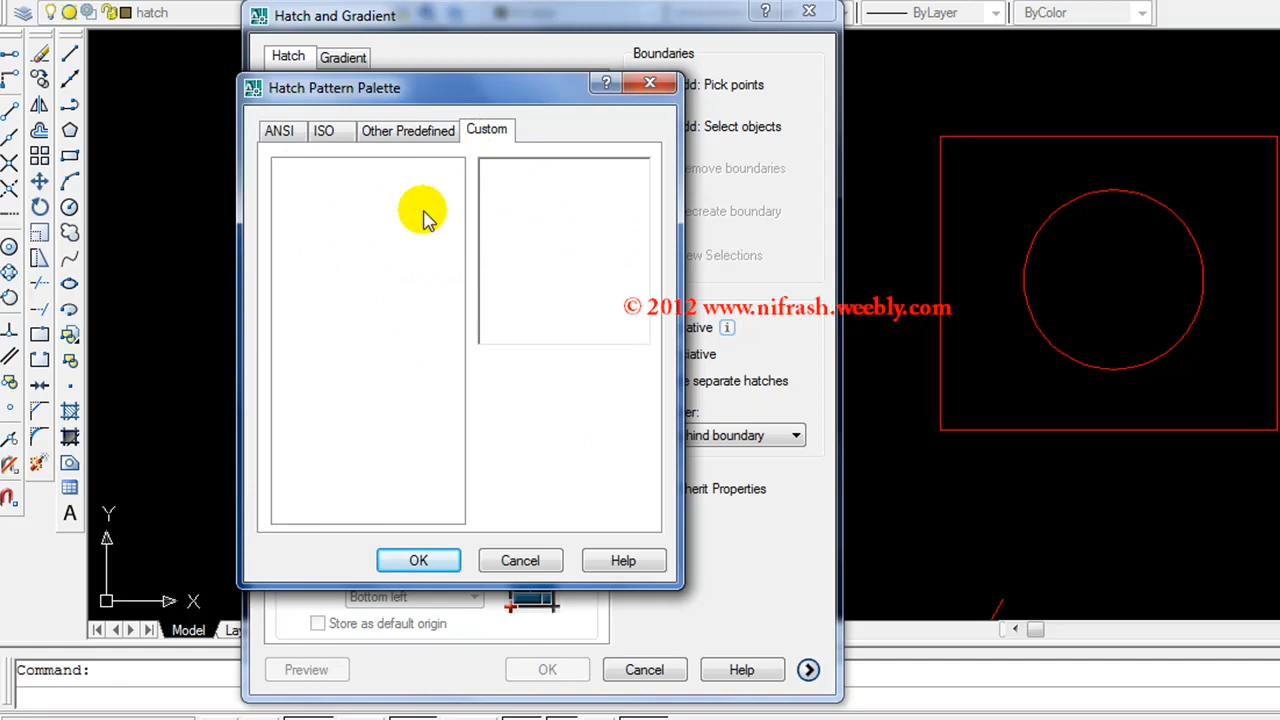 hatch
Hatch and Gradient
ByLayer
ByColor
Hatch
Gradient
Boundaries
Hatch Pattern Palette
dd: Pick points
ANSI
ISO
Other Predefined
Custom
dd: Select objects
emove boundaries
ecreate boundary
ew Selections
© 2012 www.nifrash.weebly.com
ative
ciative
e separate hatches
er:
hind boundary
herit Properties
OK
Cancel
Help
Y
X
A
Bottom left
Store as default origin
Model
Lay
Preview
OK
Cancel
Help
Command: